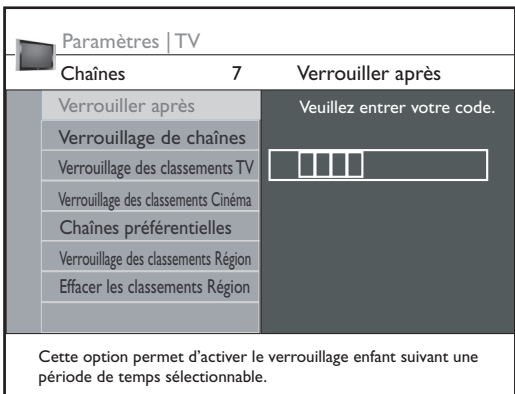 Paramètres | TV
Chaînes 7 Verrouiller après
Verrouiller après
Veuillez entrer votre code.
Verrouillage de chaînes
Verrouillage des classements TV
Verrouillage des classements Cinéma
Chaînes préférentielles
Verrouillage des classements Région
Effacer les classements Région
Cette option permet d'activer le verrouillage enfant suivant une
période de temps sélectionnable.